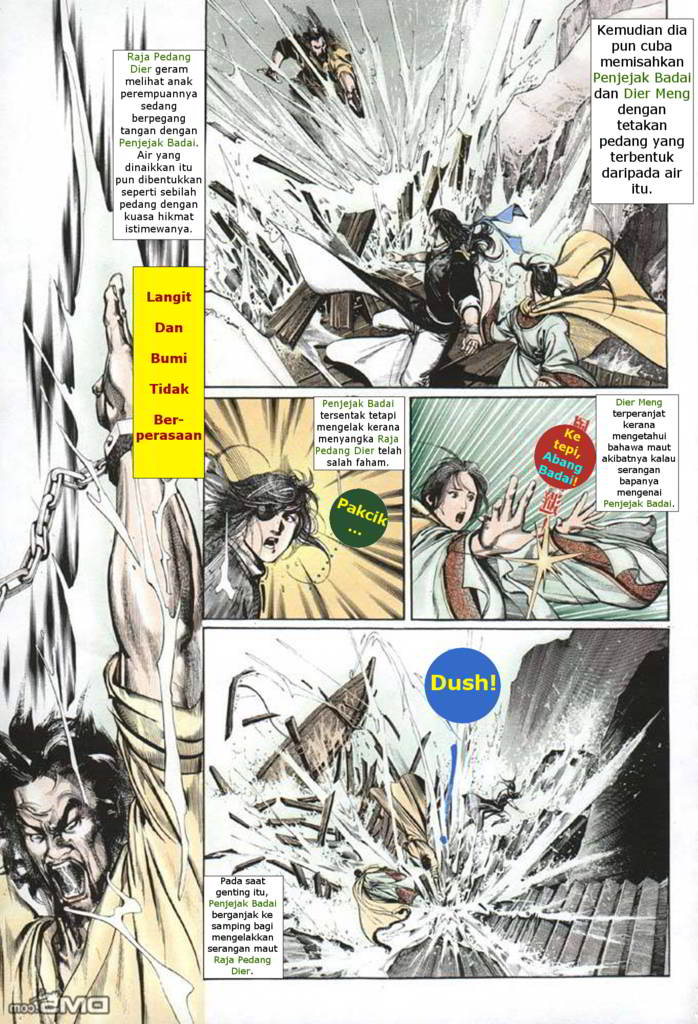 Raja Pedang
Dier geram
melihat anak
perempuannya
sedang
berpegang
tangan dengan
Penjejak Badai.
Air yang
dinaikkan itu
pun dibentukkan
seperti sebilah
pedang dengan
kuasa hikmat
istimewanya.
Langit
Dan
Bumi
Tidak
Ber-
perasaan
Kemudian dia
pun cuba
memisahkan
Penjejak Badai
dan Dier Meng
dengan
tetakan
pedang yang
terbentuk
daripada air
itu.
Penjejak Badai
tersentak tetapi
mengelak kerana
menyangka Raja
Pedang Dier telah
salah faham.
Pakcik
...
Ke
tepi,
Abang
Badai!
Dier Meng
terperanjat
kerana
mengetahui
bahawa maut
akibatnya kalau
serangan
bapanya
mengenai
Penjejak Badai.
Dush!
Pada saat
genting itu,
Penjejak Badai
berganjak ke
samping bagi
mengelakkan
serangan maut
Raja Pedang
Dier.